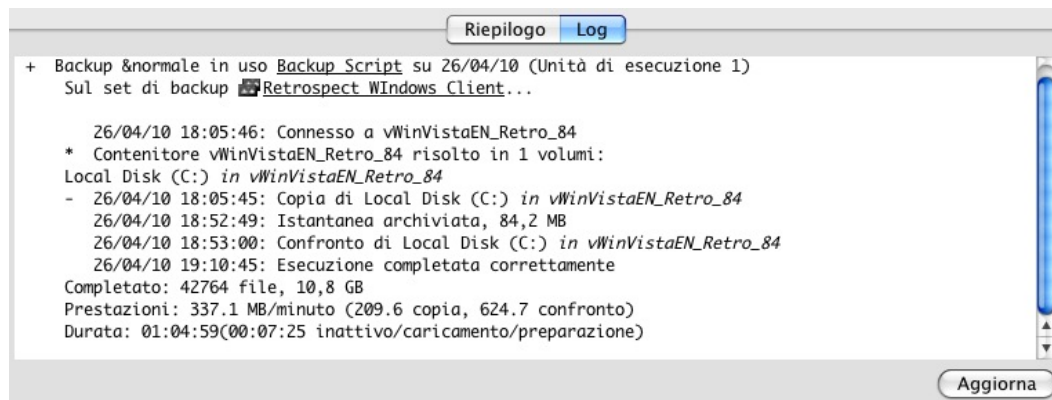 Riepilogo Log
+ Backup &normale in uso Backup Script su 26/04/10 (Unità di esecuzione 1)
Sul set di backup Retrospect WIndows Client...
26/04/10 18:05:46: Connesso a vWinVistaEN_Retro_84
* Contenitore vWinVistaEN_Retro_84 risolto in 1 volumi:
Local Disk (C:) in vWinVistaEN_Retro_84
- 26/04/10 18:05:45: Copia di Local Disk (C:) in vWinVistaEN_Retro_84
26/04/10 18:52:49: Istantanea archiviata, 84,2 MB
26/04/10 18:53:00: Confronto di Local Disk (C:) in vWinVistaEN_Retro_84
26/04/10 19:10:45: Esecuzione completata correttamente
Completato: 42764 file, 10,8 GB
Prestazioni: 337.1 MB/minuto (209.6 copia, 624.7 confronto)
Durata: 01:04:59(00:07:25 inattivo/caricamento/preparazione)
Aggiorna